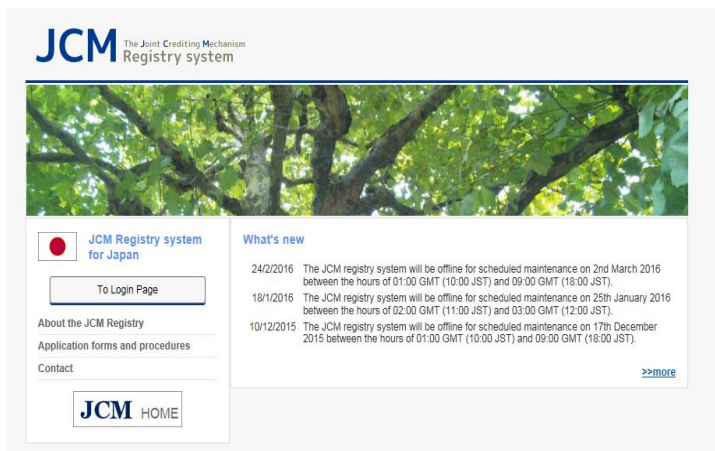 JCM The Joint Crediting Mechanism
Registry system
JCM Registry system
for Japan
To Login Page
About the JCM Registry
Application forms and procedures
Contact
JCM HOME
What's new
24/2/2016 The JCM registry system will be offline for scheduled maintenance on 2nd March 2016
between the hours of 01:00 GMT (10:00 JST) and 09:00 GMT (18:00 JST).
18/1/2016 The JCM registry system will be offline for scheduled maintenance on 25th January 2016
between the hours of 02:00 GMT (11:00 JST) and 03:00 GMT (12:00 JST).
10/12/2015 The JCM registry system will be offline for scheduled maintenance on 17th December
2015 between the hours of 01:00 GMT (10:00 JST) and 09:00 GMT (18:00 JST).
>>more